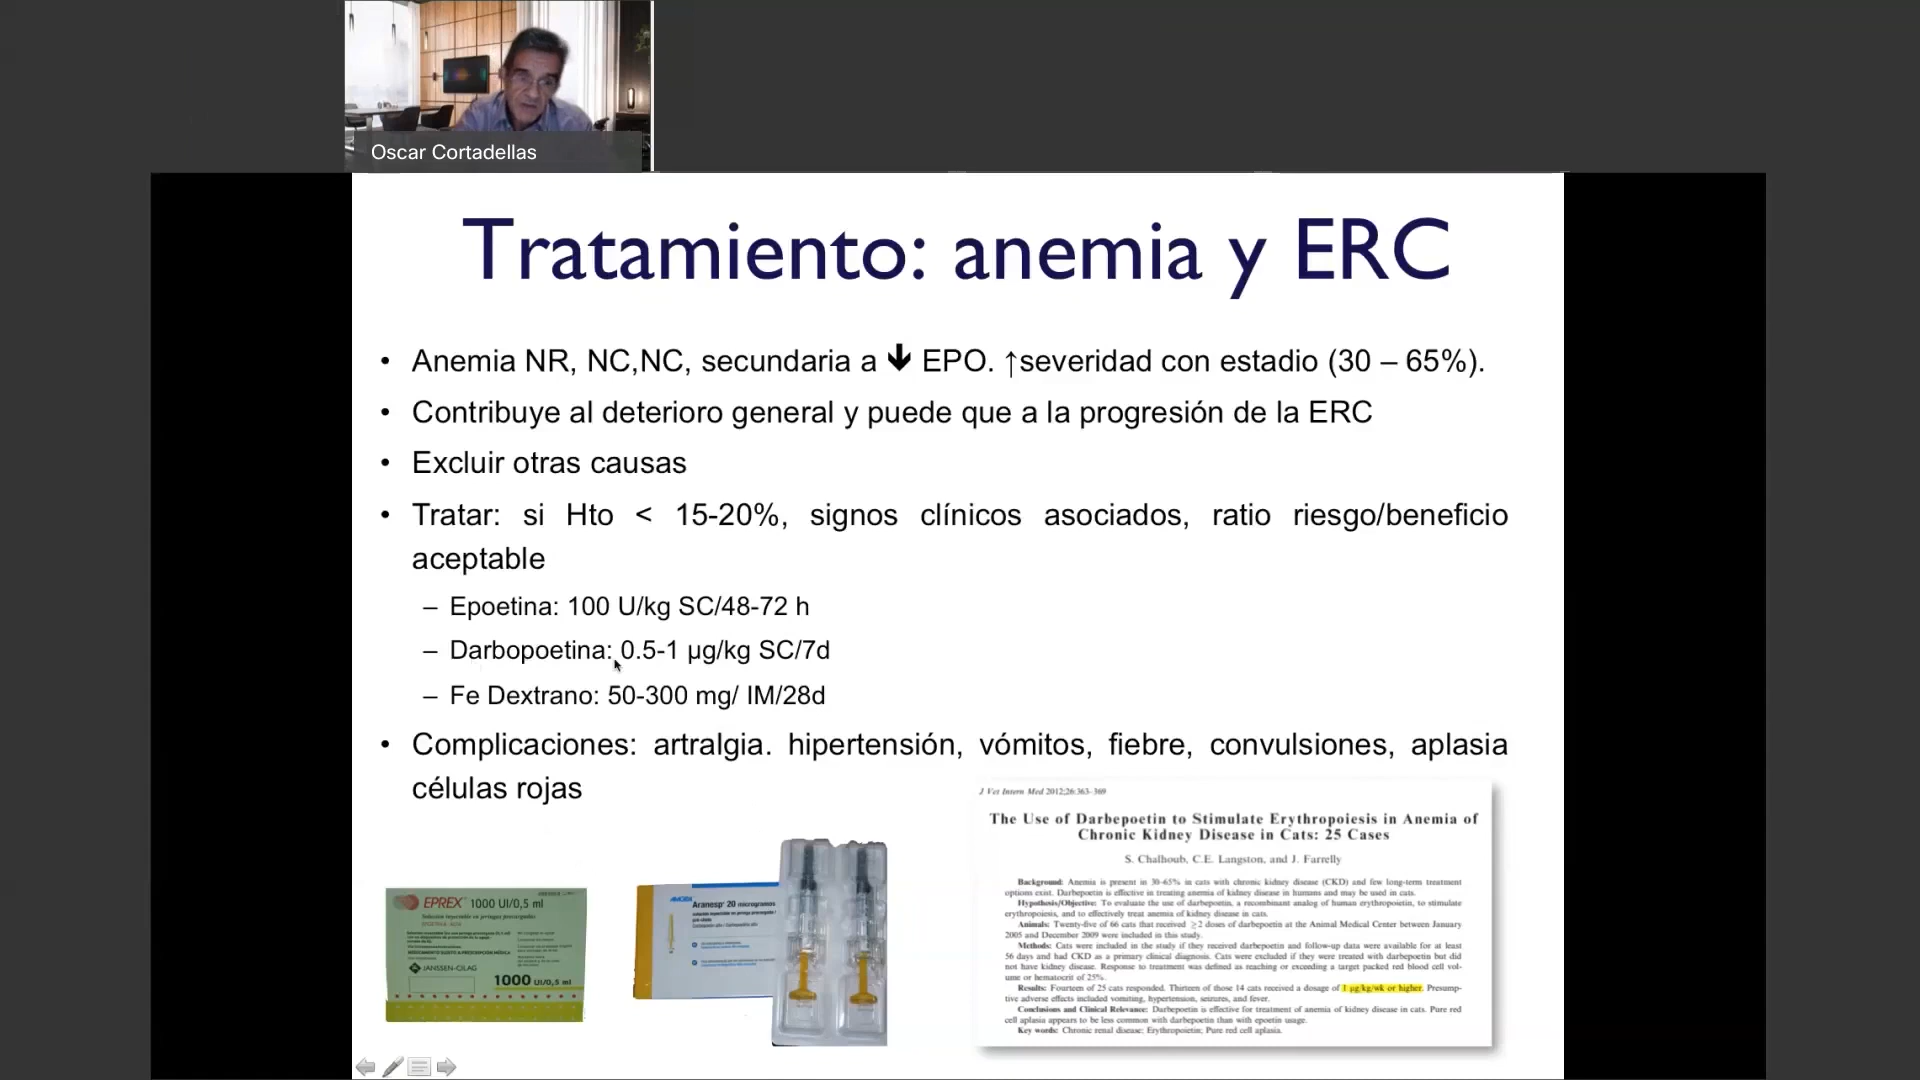 Oscar Cortadellas
Tratamiento: anemia y ERC
• Anemia NR, NC,NC, secundaria a 🡻 EPO. ↑severidad con estadio (30 – 65%).
• Contribuye al deterioro general y puede que a la progresión de la ERC
• Excluir otras causas
• Tratar: si Hto < 15-20%, signos clínicos asociados, ratio riesgo/beneficio
aceptable
– Epoetina: 100 U/kg SC/48-72 h
– Darbopoetina: 0.5-1 µg/kg SC/7d
– Fe Dextrano: 50-300 mg/ IM/28d
• Complicaciones: artralgia. hipertensión, vómitos, fiebre, convulsiones, aplasia
células rojas
EPREX 1000 UI/0,5 ml
Solución inyectable en jeringas precargadas
JANSSEN-CILAG
1000 UI/0,5 ml
AMGEN
Aranesp 20 microgramos
J Vet Intern Med 2012;26:363–369
The Use of Darbepoetin to Stimulate Erythropoiesis in Anemia of
Chronic Kidney Disease in Cats: 25 Cases
S. Chalhoub, C.E. Langston, and J. Farrelly
Background: Anemia is present in 30-65% in cats with chronic kidney disease (CKD) and few long-term treatment
options exist. Darbepoetin is effective in treating anemia of kidney disease in humans and may be used in cats.
Hypothesis/Objective: To evaluate the use of darbepoetin, a recombinant analog of human erythropoietin, to stimulate
erythropoiesis, and to effectively treat anemia of kidney disease in cats.
Animals: Twenty-five of 66 cats that received ≥2 doses of darbepoetin at the Animal Medical Center between January
2005 and December 2009 were included in this study.
Methods: Cats were included in the study if they received darbepoetin and follow-up data were available for at least
56 days and had CKD as a primary clinical diagnosis. Cats were excluded if they were treated with darbepoetin but did
not have kidney disease. Response to treatment was defined as reaching or exceeding a target packed red blood cell vol-
ume or hematocrit of 25%.
Results: Fourteen of 25 cats responded. Thirteen of those 14 cats received a dosage of 1 µg/kg/wk or higher. Presump-
tive adverse effects included vomiting, hypertension, seizures, and fever.
Conclusions and Clinical Relevance: Darbepoetin is effective for treatment of anemia of kidney disease in cats. Pure red
cell aplasia appears to be less common with darbepoetin than with epoetin usage.
Key words: Chronic renal disease; Erythropoietin; Pure red cell aplasia.